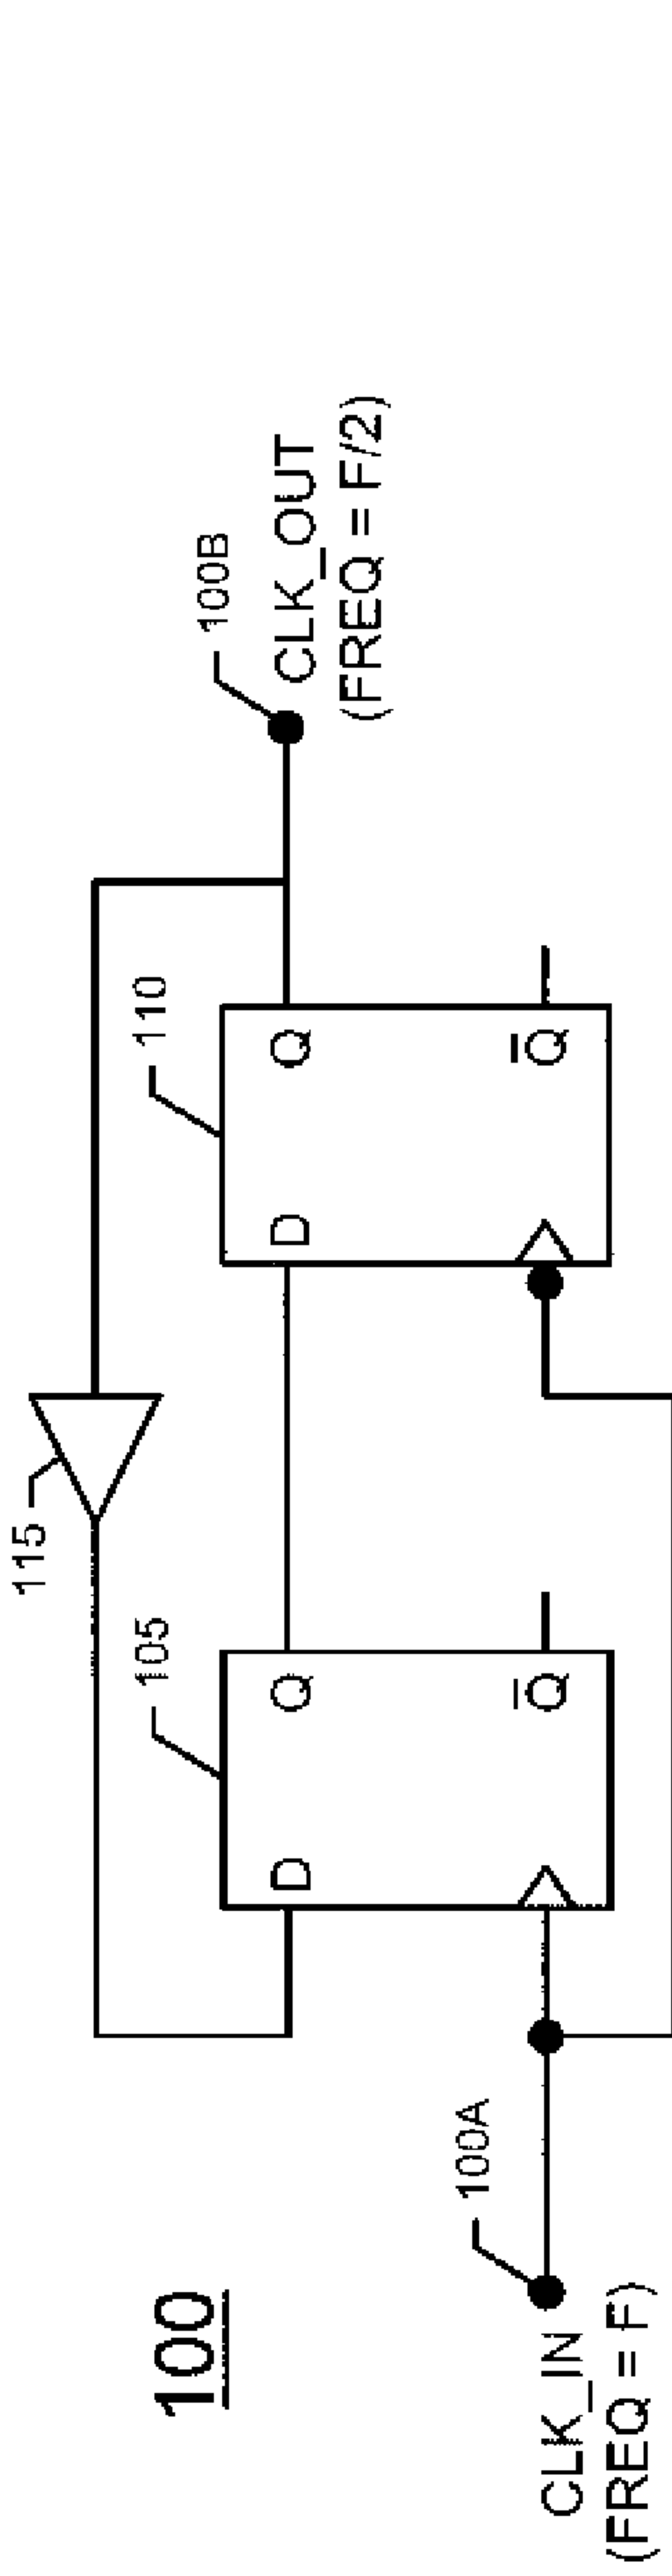 100
115
105
110
D
Q
D
Q
100B
CLK_OUT
(FREQ = F/2)
100A
Q̅
Q̅
CLK_IN
(FREQ = F)